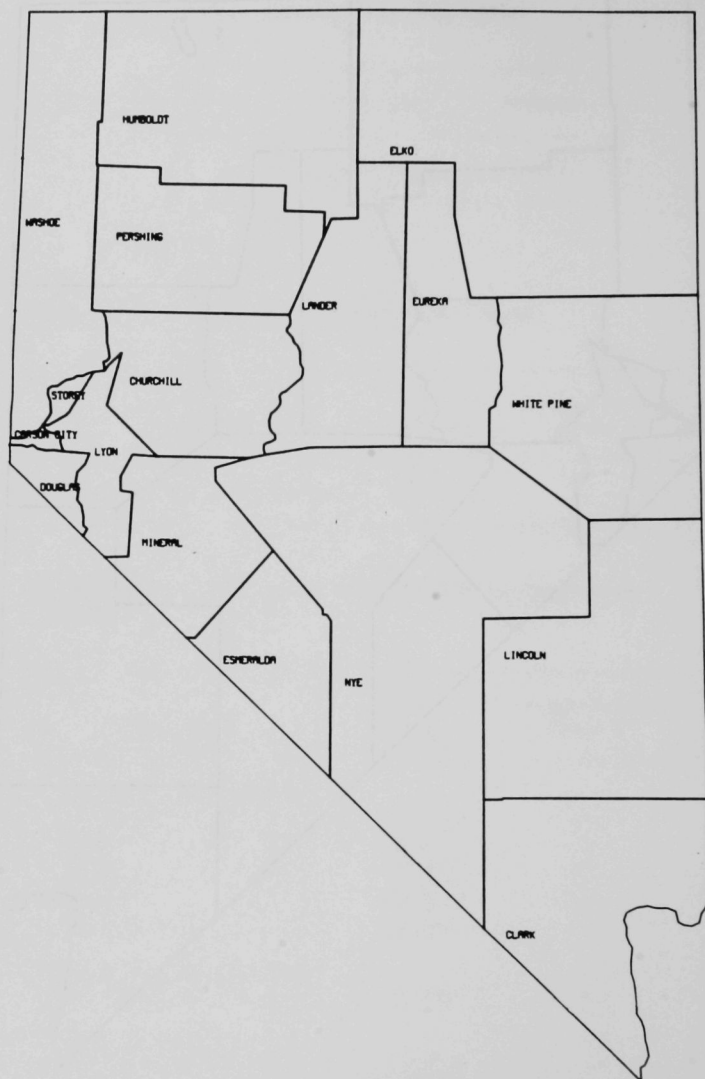 HUMBOLDT
ELKO
WASHOE
PERSHING
LANDER
EUREKA
CHURCHILL
STOREY
WHITE PINE
CARSON CITY
LYON
DOUGLAS
MINERAL
ESMERALDA
LINCOLN
NYE
CLARK